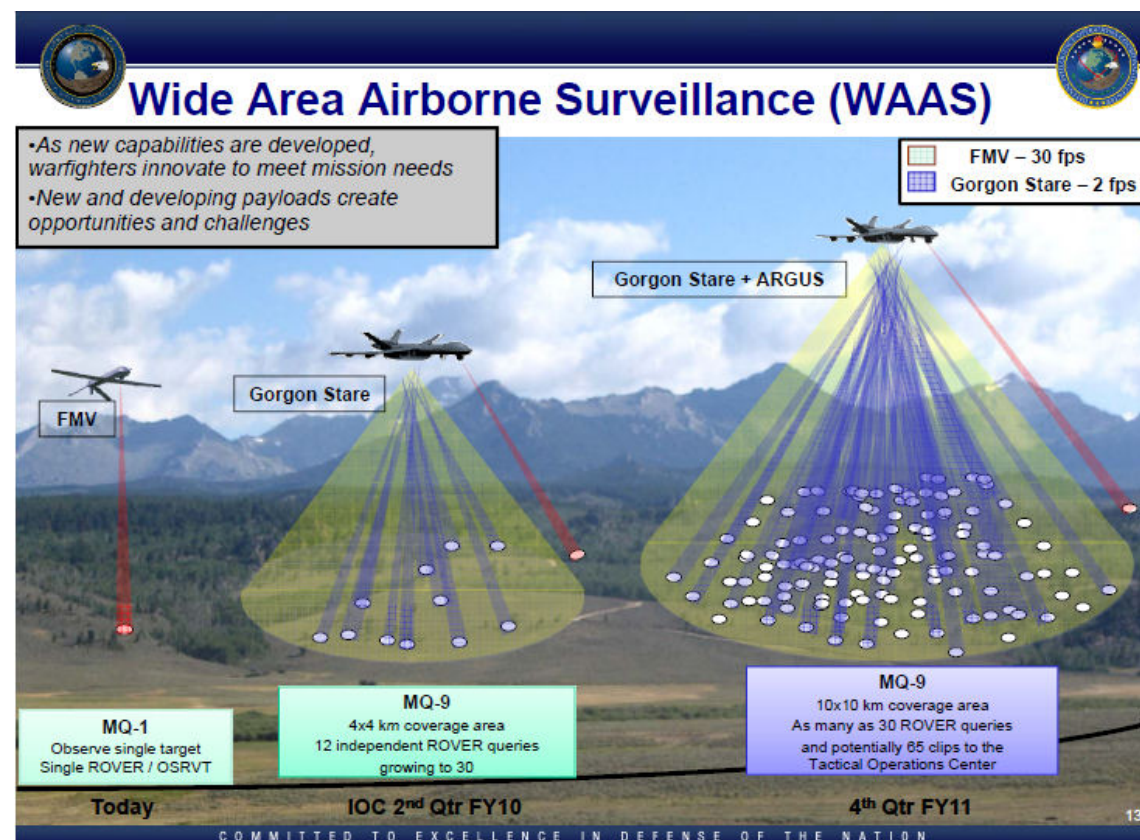 Wide Area Airborne Surveillance (WAAS)
•As new capabilities are developed,
warfighters innovate to meet mission needs
•New and developing payloads create
opportunities and challenges
FMV – 30 fps
Gorgon Stare – 2 fps
Gorgon Stare + ARGUS
Gorgon Stare
FMV
MQ-1
Observe single target
Single ROVER / OSRVT
MQ-9
4x4 km coverage area
12 independent ROVER queries
growing to 30
MQ-9
10x10 km coverage area
As many as 30 ROVER queries
and potentially 65 clips to the
Tactical Operations Center
Today
IOC 2nd Qtr FY10
4th Qtr FY11
13
COMMITTED TO EXCELLENCE IN DEFENSE OF THE NATION